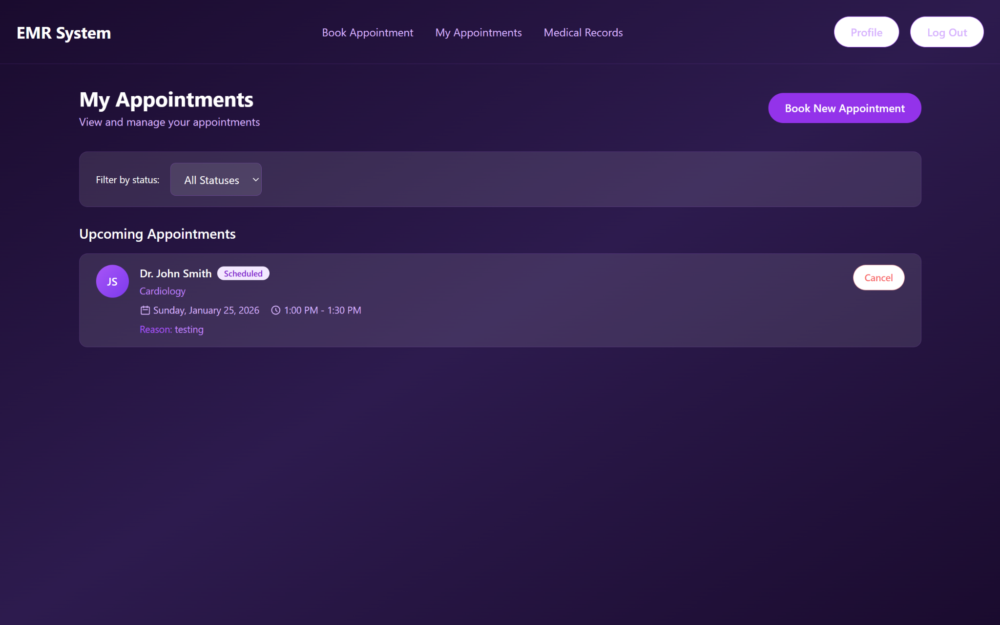 EMR System
Book Appointment
My Appointments
Medical Records
Profile
Log Out
My Appointments
View and manage your appointments
Book New Appointment
Filter by status:
All Statuses
Upcoming Appointments
JS
Dr. John Smith
Scheduled
Cancel
Cardiology
Sunday, January 25, 2026
1:00 PM - 1:30 PM
Reason: testing